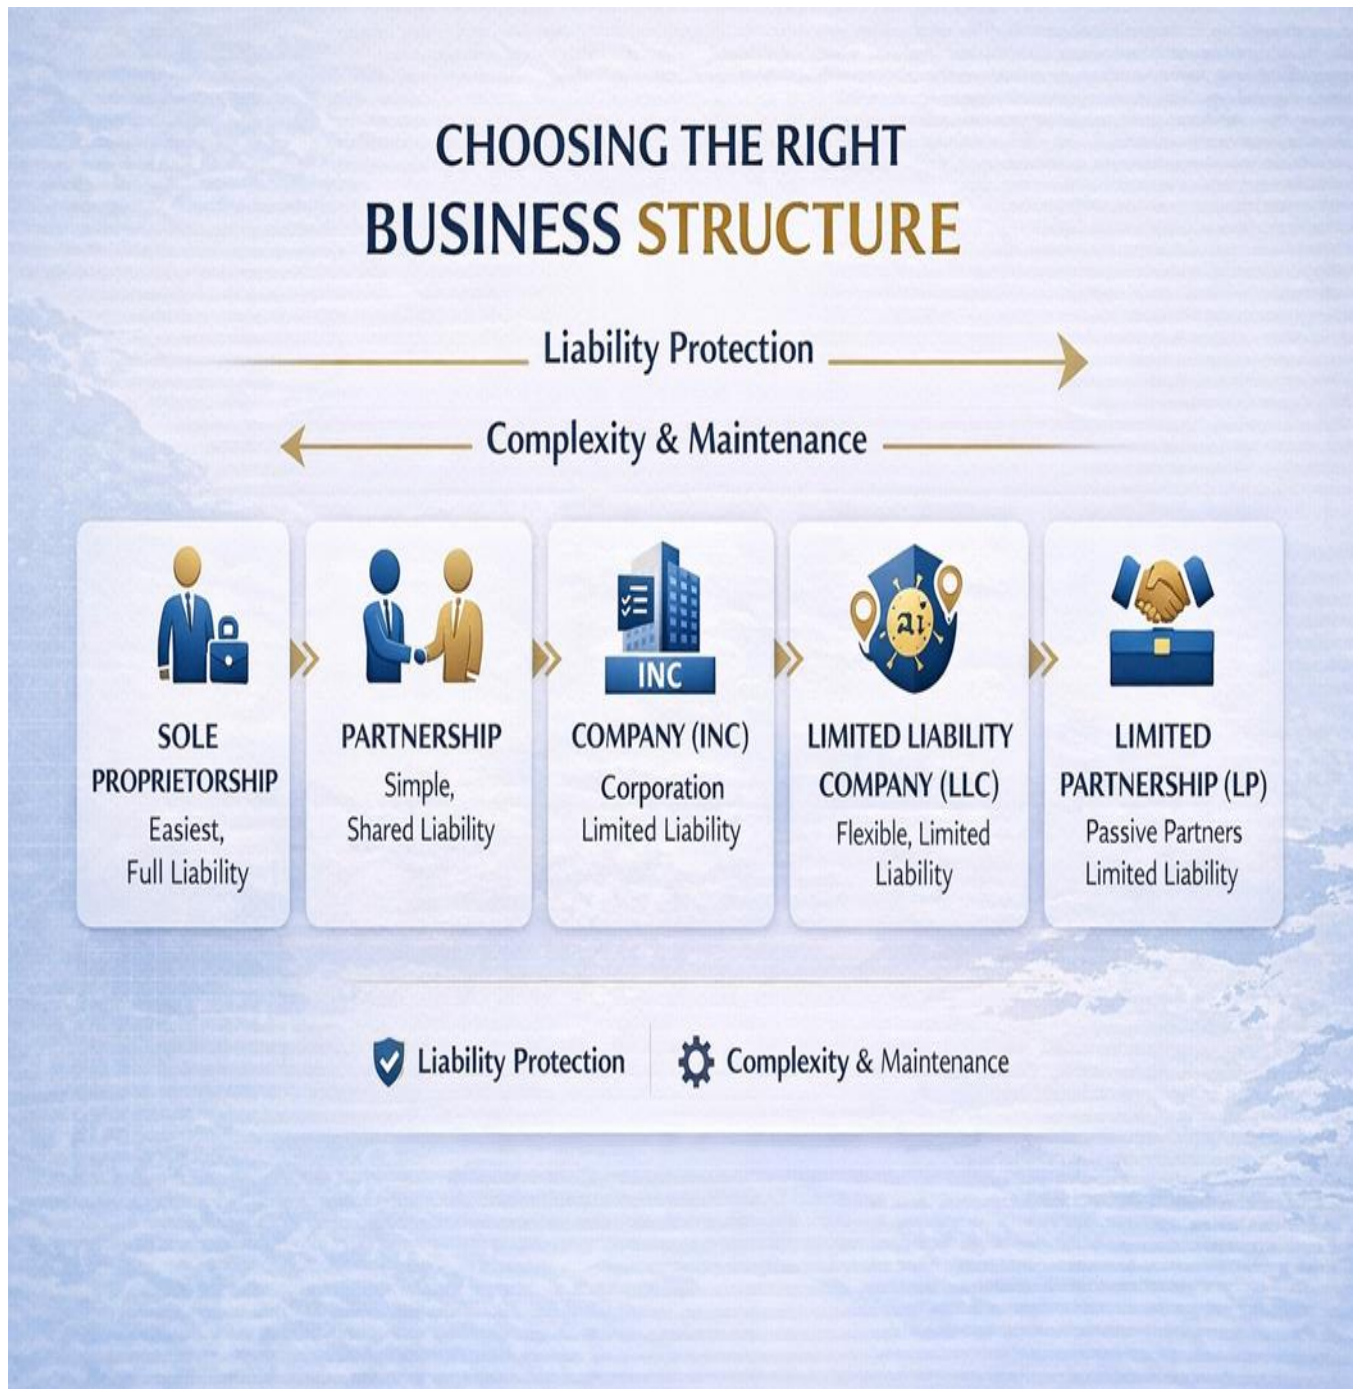 CHOOSING THE RIGHT
BUSINESS STRUCTURE
Liability Protection
Complexity & Maintenance
INC
Ai
SOLE
PROPRIETORSHIP
Easiest,
Full Liability
PARTNERSHIP
Simple,
Shared Liability
COMPANY (INC)
Corporation
Limited Liability
LIMITED LIABILITY
COMPANY (LLC)
Flexible, Limited
Liability
LIMITED
PARTNERSHIP (LP)
Passive Partners
Limited Liability
Liability Protection
Complexity & Maintenance